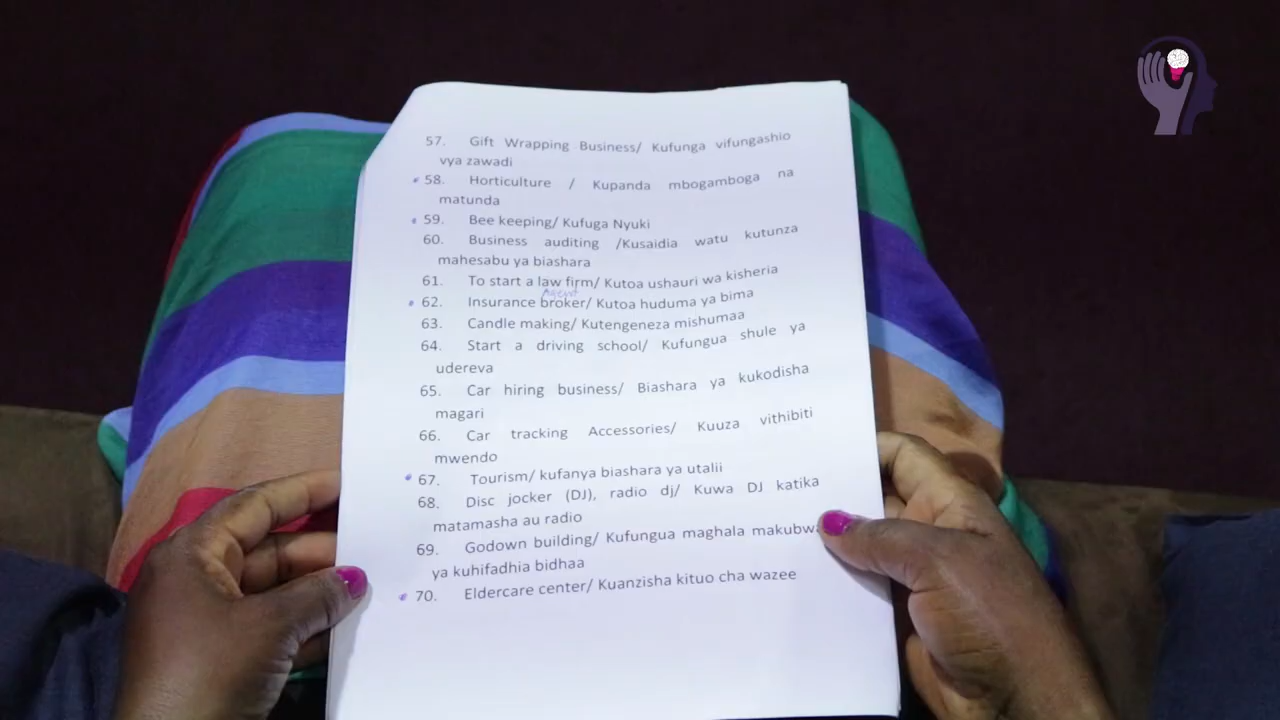 57. Gift Wrapping Business/ Kufunga vifungashio
vya zawadi
58. Horticulture / Kupanda mbogamboga na
matunda
59. Bee keeping/ Kufuga Nyuki
60. Business auditing /Kusaidia watu kutunza
mahesabu ya biashara
61. To start a law firm/ Kutoa ushauri wa kisheria
Agent
62. Insurance broker/ Kutoa huduma ya bima
63. Candle making/ Kutengeneza mishumaa
64. Start a driving school/ Kufungua shule ya
udereva
65. Car hiring business/ Biashara ya kukodisha
magari
66. Car tracking Accessories/ Kuuza vithibiti
mwendo
67. Tourism/ kufanya biashara ya utalii
68. Disc jocker (DJ), radio dj/ Kuwa DJ katika
matamasha au radio
69. Godown building/ Kufungua maghala makubwa
ya kuhifadhia bidhaa
70. Eldercare center/ Kuanzisha kituo cha wazee